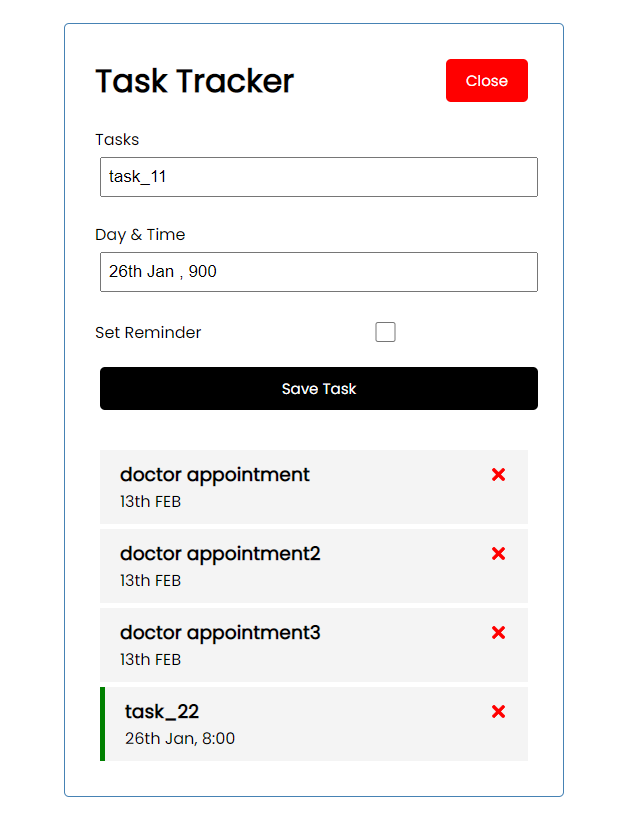 Task Tracker
Close
Tasks
task_11
Day & Time
26th Jan , 900
Set Reminder
Save Task
doctor appointment
13th FEB
doctor appointment2
13th FEB
doctor appointment3
13th FEB
task_22
26th Jan, 8:00